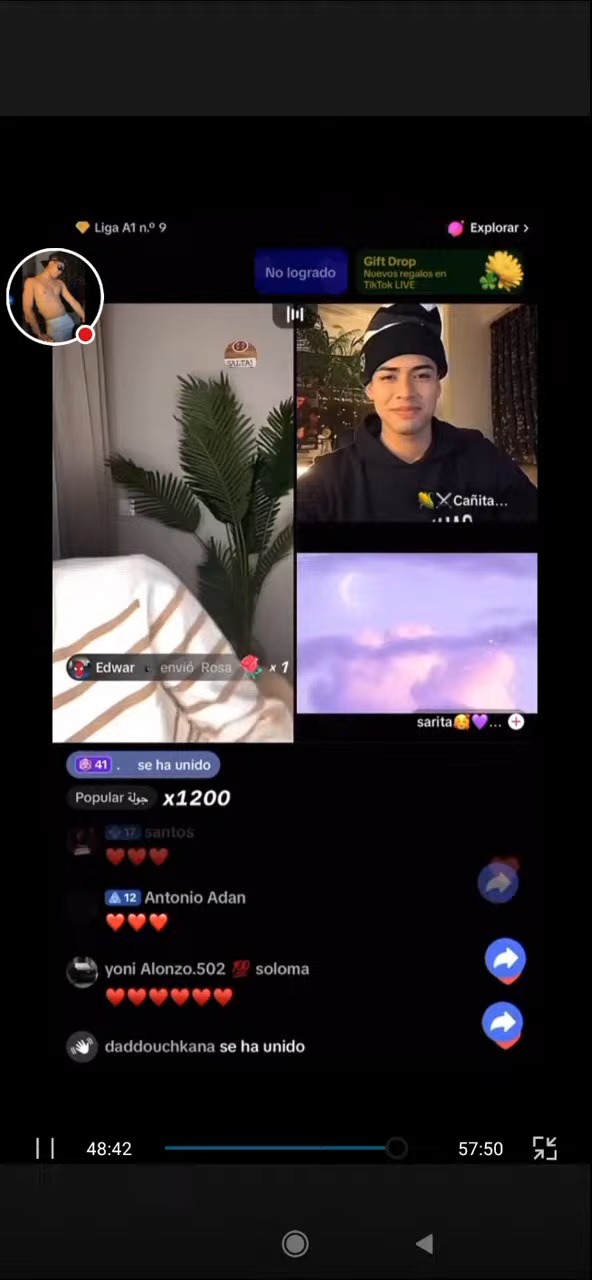 Liga A1 n.º 9
Explorar >
No logrado
Gift Drop
Nuevos regalos en
TikTok LIVE
SALTA!
Cañita...
Edwar envió Rosa x 1
sarita🥰💜...
41 . se ha unido
Popular جولة x1200
17 santos
❤️❤️❤️
12 Antonio Adan
❤️❤️❤️
yoni Alonzo.502 💯 soloma
❤️❤️❤️❤️❤️❤️
daddouchkana se ha unido
48:42
57:50